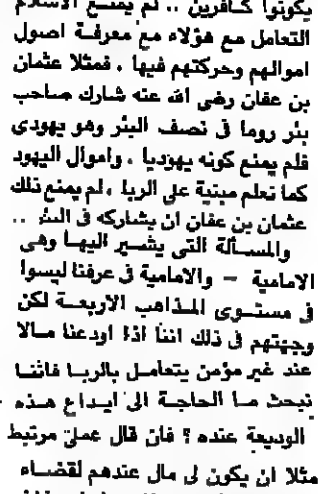 يكونوا كافرين .. لم يمنع الاسلام
التعامل مع هؤلاء مع معرفة اصول
اموالهم وحركتهم فيها . فمثلا عثمان
بن عفان رضى الله عنه شارك صاحب
بئر روما فى نصف البئر وهو يهودى
فلم يمنع كونه يهوديا . واموال اليهود
كما تعلم مبنية على الربا . لم يمنع ذلك
عثمان بن عفان ان يشاركه فى البئر ..
والمسألة التى يشير اليها وهى
الامامية – والامامية فى عرفنا ليسوا
فى مستوى المذاهب الاربعة لكن
وجهتهم فى ذلك اننا اذا اودعنا مالا
عند غير مؤمن يتعامل بالربا فاننا
نبحث ما الحاجة الى ايداع هذه
الوديعة عنده ؟ فان قال عملى مرتبط
مثلا ان يكون لى مال عندهم لقضاء